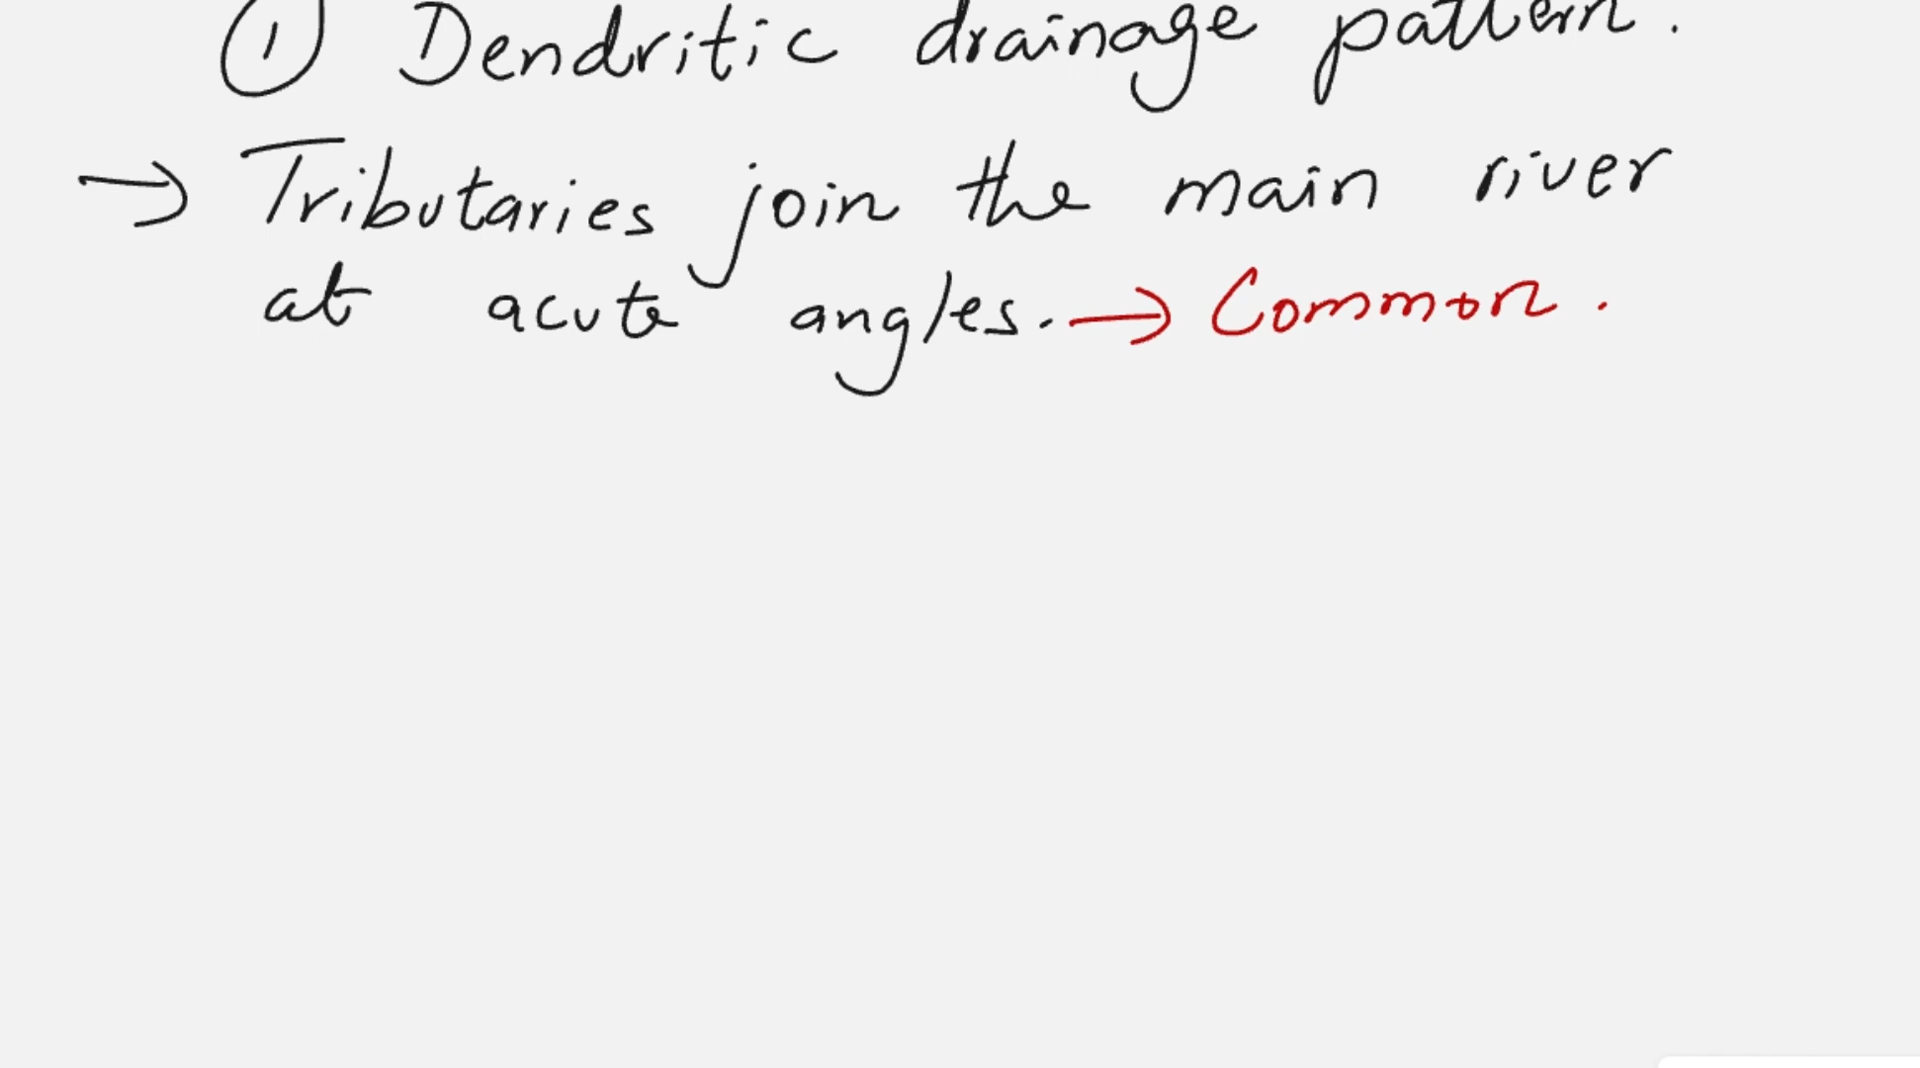 ① Dendritic drainage pattern.
→ Tributaries join the main river
at acute angles. → Common.